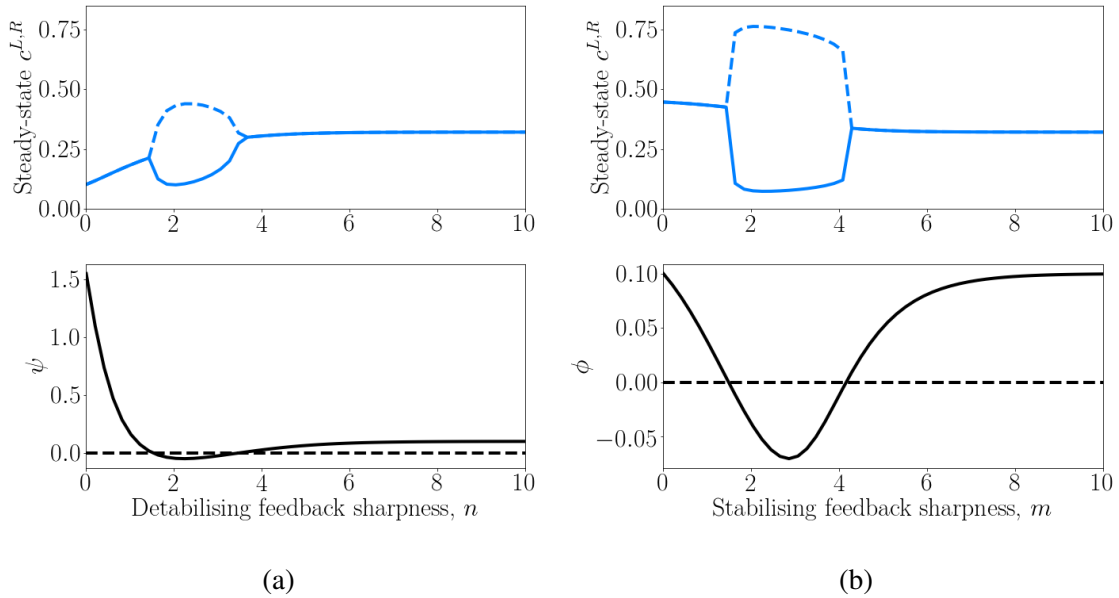 Steady-state c^{L,R}
0.75
0.50
0.25
0.00
0 2 4 6 8 10
ψ
1.5
1.0
0.5
0.0
0 2 4 6 8 10
Detabilising feedback sharpness, n
(a)
Steady-state c^{L,R}
0.75
0.50
0.25
0.00
0 2 4 6 8 10
ϕ
0.10
0.05
0.00
−0.05
0 2 4 6 8 10
Stabilising feedback sharpness, m
(b)